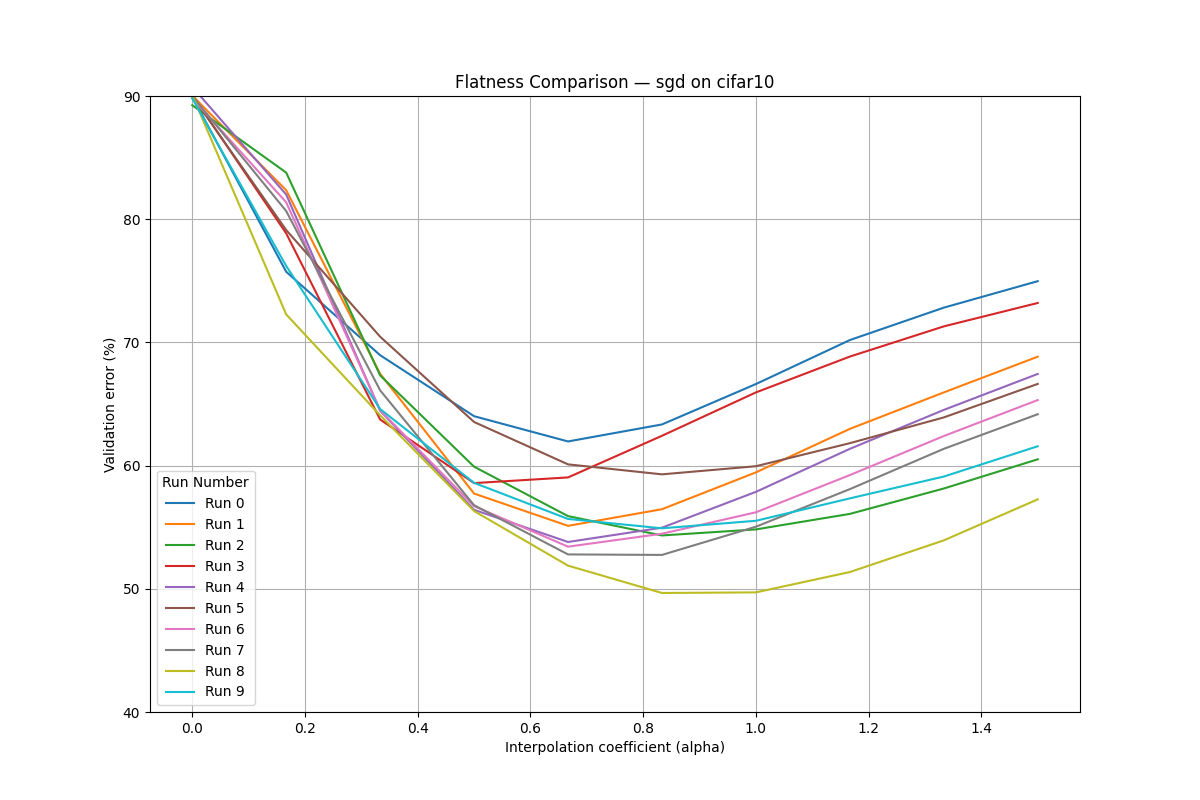 Flatness Comparison — sgd on cifar10
90
80
70
60
50
40
Validation error (%)
Run Number
Run 0
Run 1
Run 2
Run 3
Run 4
Run 5
Run 6
Run 7
Run 8
Run 9
0.0 0.2 0.4 0.6 0.8 1.0 1.2 1.4
Interpolation coefficient (alpha)